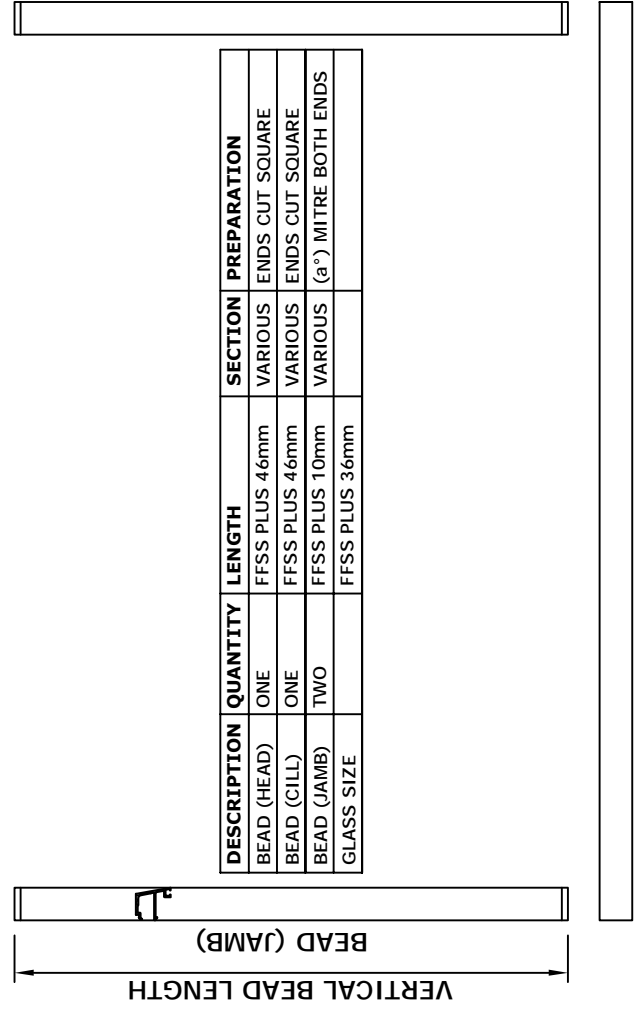 DESCRIPTION QUANTITY LENGTH SECTION PREPARATION
BEAD (HEAD) ONE FFSS PLUS 46mm VARIOUS ENDS CUT SQUARE
BEAD (CILL) ONE FFSS PLUS 46mm VARIOUS ENDS CUT SQUARE
BEAD (JAMB) TWO FFSS PLUS 10mm VARIOUS (a°) MITRE BOTH ENDS
GLASS SIZE FFSS PLUS 36mm
BEAD (JAMB)
VERTICAL BEAD LENGTH